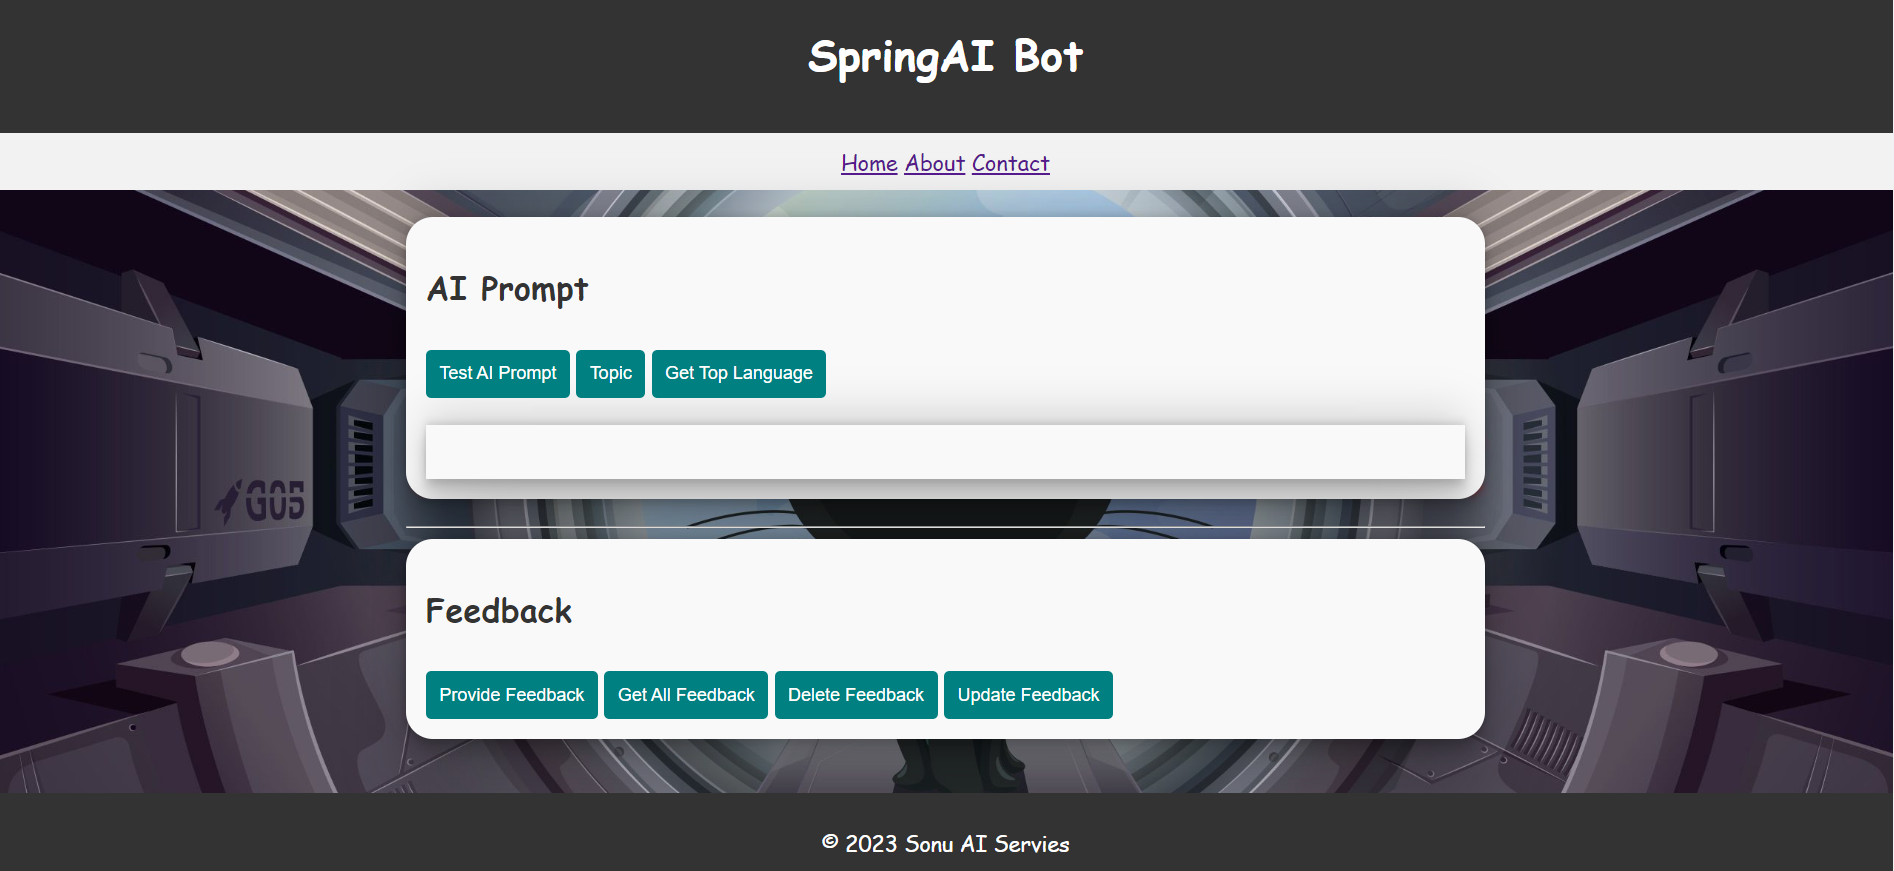 SpringAI Bot
Home About Contact
AI Prompt
Test AI Prompt Topic Get Top Language
G05
Feedback
Provide Feedback Get All Feedback Delete Feedback Update Feedback
© 2023 Sonu AI Servies